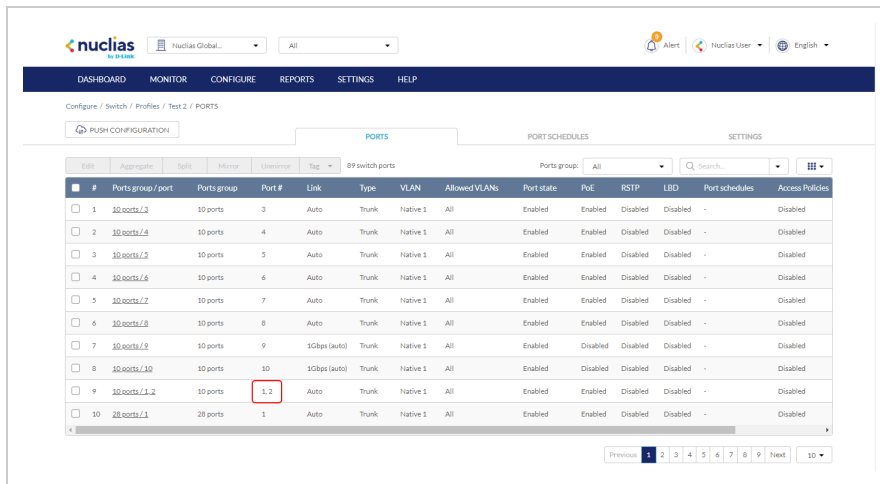 nuclias
by D-Link
Nuclias Global...
All
0
Alert
Nuclias User
English
DASHBOARD MONITOR CONFIGURE REPORTS SETTINGS HELP
Configure / Switch / Profiles / Test 2 / PORTS
PUSH CONFIGURATION
PORTS PORT SCHEDULES SETTINGS
Edit Aggregate Split Mirror Unmirror Tag 89 switch ports Ports group: All Search...
# Ports group / port Ports group Port # Link Type VLAN Allowed VLANs Port state PoE RSTP LBD Port schedules Access Policies
1 10 ports / 3 10 ports 3 Auto Trunk Native 1 All Enabled Enabled Disabled Disabled - Disabled
2 10 ports / 4 10 ports 4 Auto Trunk Native 1 All Enabled Enabled Disabled Disabled - Disabled
3 10 ports / 5 10 ports 5 Auto Trunk Native 1 All Enabled Enabled Disabled Disabled - Disabled
4 10 ports / 6 10 ports 6 Auto Trunk Native 1 All Enabled Enabled Disabled Disabled - Disabled
5 10 ports / 7 10 ports 7 Auto Trunk Native 1 All Enabled Enabled Disabled Disabled - Disabled
6 10 ports / 8 10 ports 8 Auto Trunk Native 1 All Enabled Enabled Disabled Disabled - Disabled
7 10 ports / 9 10 ports 9 1Gbps (auto) Trunk Native 1 All Enabled Disabled Disabled Disabled - Disabled
8 10 ports / 10 10 ports 10 1Gbps (auto) Trunk Native 1 All Enabled Disabled Disabled Disabled - Disabled
9 10 ports / 1, 2 10 ports 1, 2 Auto Trunk Native 1 All Enabled Enabled Disabled Disabled - Disabled
10 28 ports / 1 28 ports 1 Auto Trunk Native 1 All Enabled Enabled Disabled Disabled - Disabled
Previous 1 2 3 4 5 6 7 8 9 Next 10